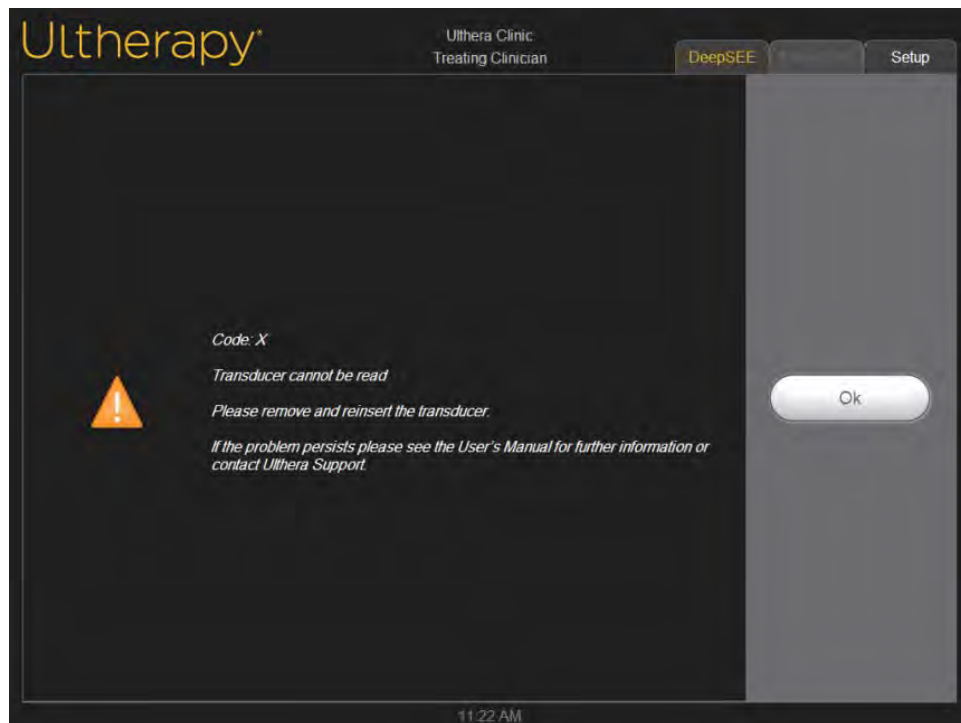 Ultherapy®
Ulthera Clinic
Treating Clinician
DeepSEE
Setup
Code: X
Transducer cannot be read
Please remove and reinsert the transducer.
If the problem persists please see the User's Manual for further information or
contact Ulthera Support.
Ok
11:22 AM